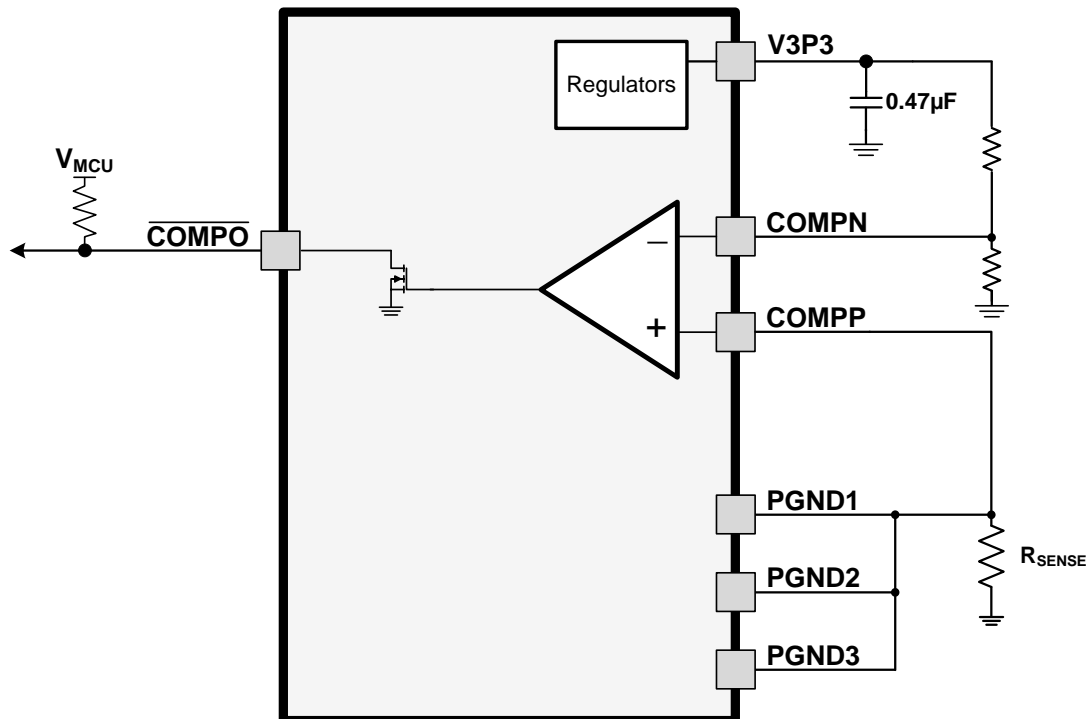 V3P3
Regulators
0.47µF
VMCU
COMPO
COMPN
−
+
COMPP
PGND1
RSENSE
PGND2
PGND3